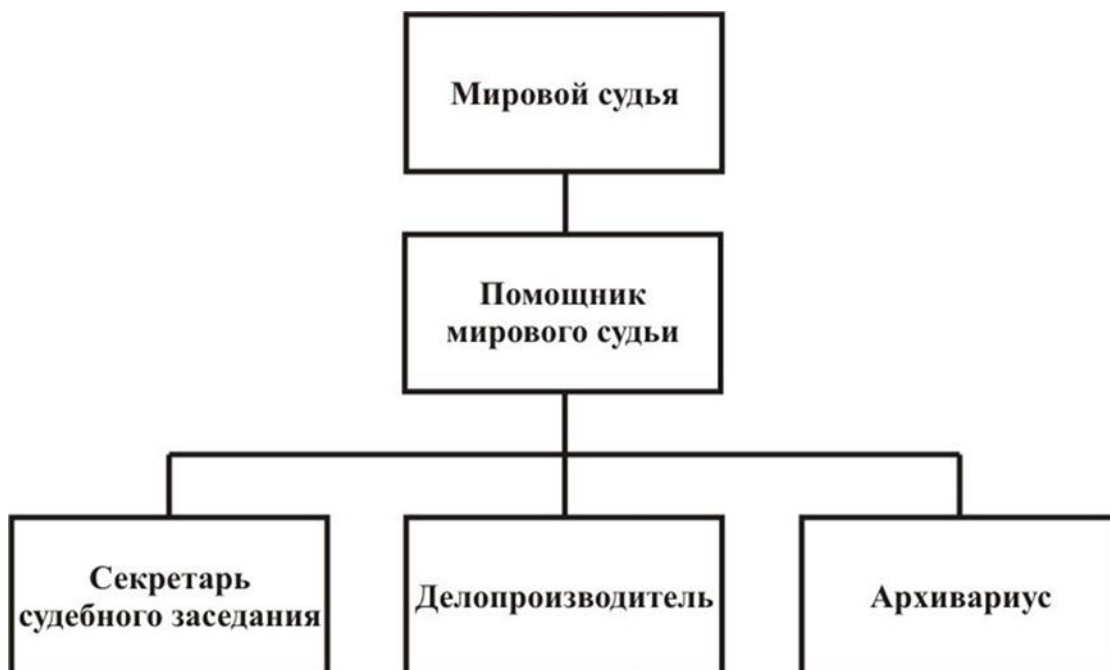 Мировой судья
Помощник
мирового судьи
Секретарь
судебного заседания
Делопроизводитель
Архивариус